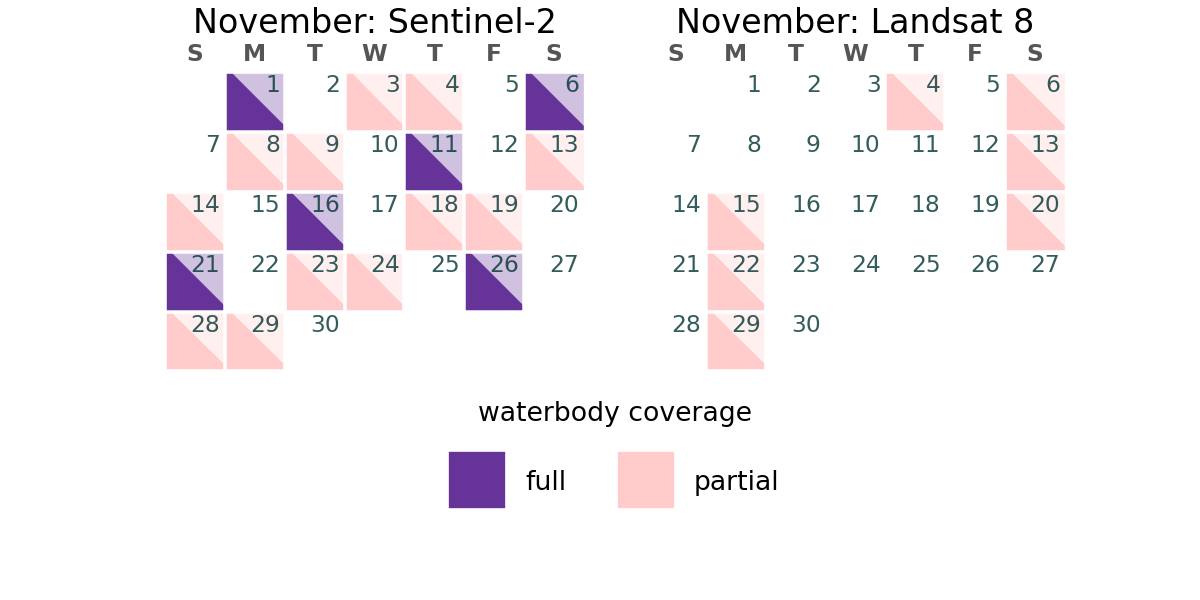 November: Sentinel-2
S M T W T F S
1 2 3 4 5 6
7 8 9 10 11 12 13
14 15 16 17 18 19 20
21 22 23 24 25 26 27
28 29 30
November: Landsat 8
S M T W T F S
1 2 3 4 5 6
7 8 9 10 11 12 13
14 15 16 17 18 19 20
21 22 23 24 25 26 27
28 29 30
waterbody coverage
full partial